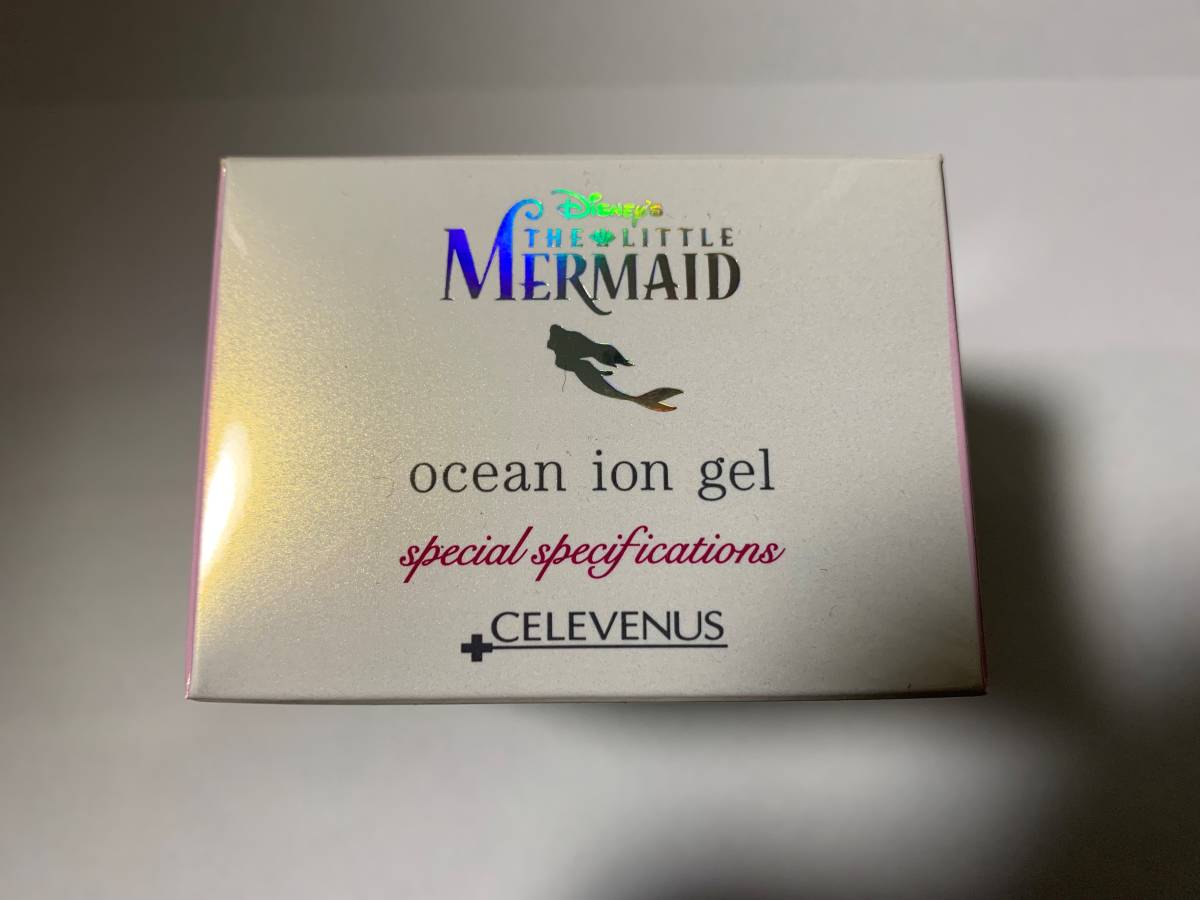 Disney's
THE LITTLE
MERMAID
ocean ion gel
special specifications
CELEVENUS